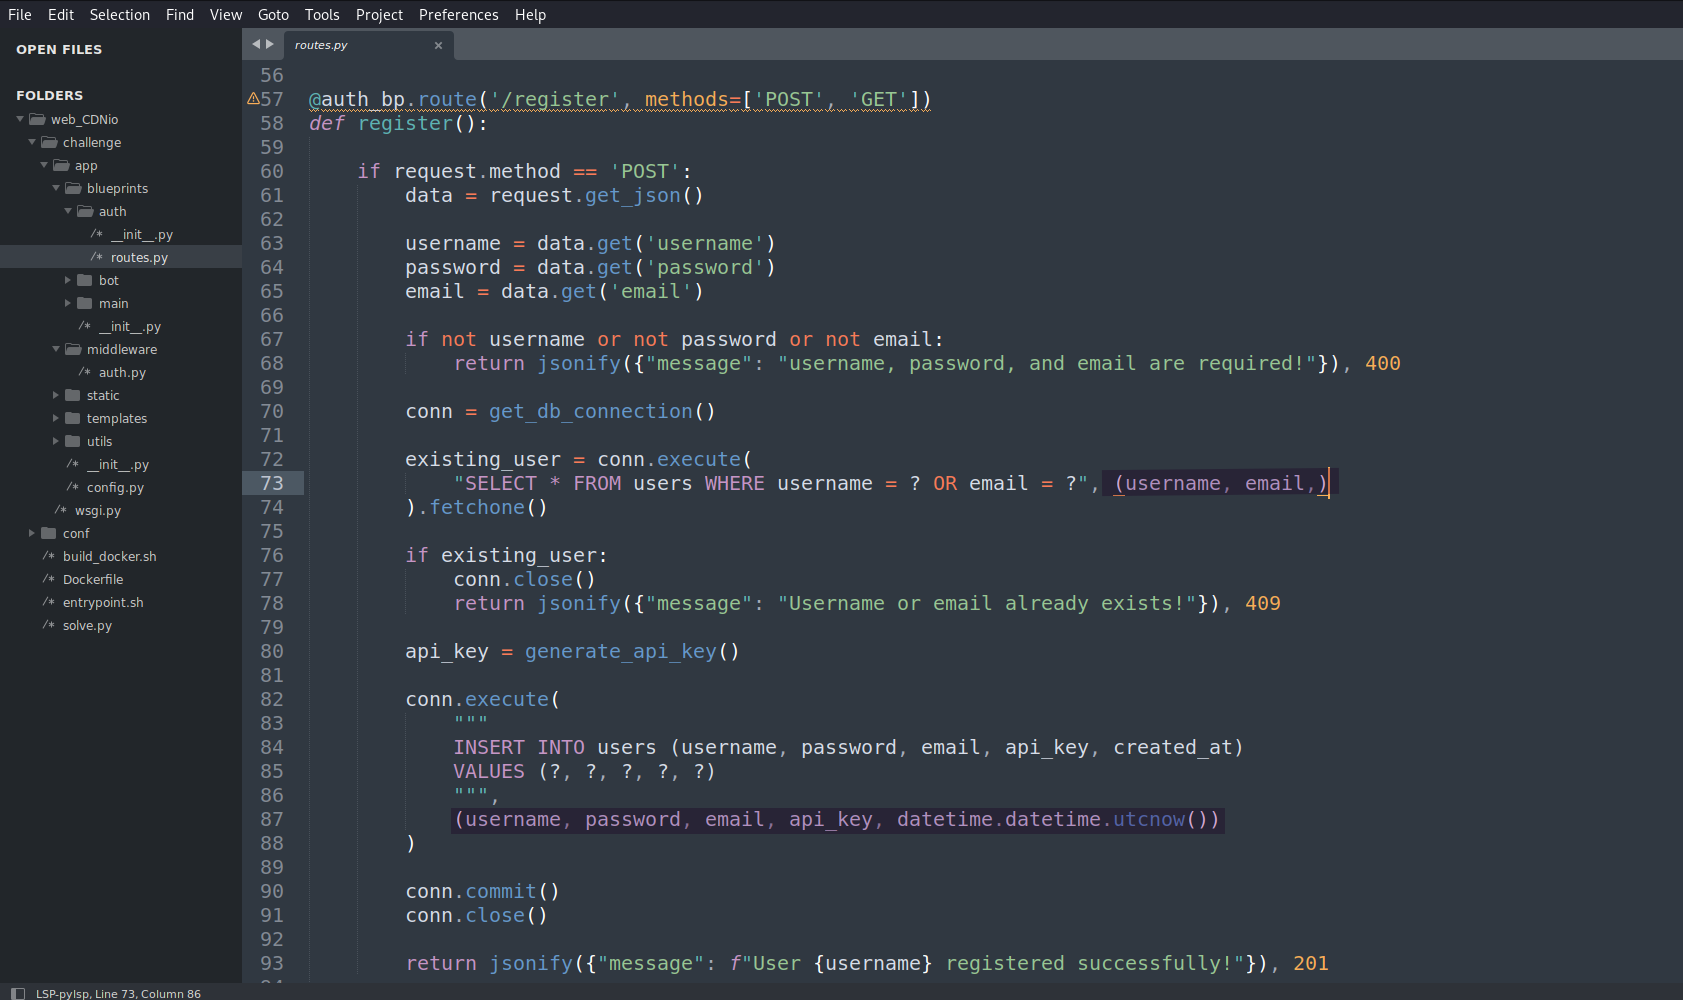 File Edit Selection Find View Goto Tools Project Preferences Help
OPEN FILES
FOLDERS
web_CDNio
challenge
app
blueprints
auth
/* __init__.py
/* routes.py
bot
main
/* __init__.py
middleware
/* auth.py
static
templates
utils
/* __init__.py
/* config.py
/* wsgi.py
conf
/* build_docker.sh
/* Dockerfile
/* entrypoint.sh
/* solve.py
routes.py ×
56
57 @auth_bp.route('/register', methods=['POST', 'GET'])
58 def register():
59
60     if request.method == 'POST':
61         data = request.get_json()
62
63         username = data.get('username')
64         password = data.get('password')
65         email = data.get('email')
66
67         if not username or not password or not email:
68             return jsonify({"message": "username, password, and email are required!"}), 400
69
70         conn = get_db_connection()
71
72         existing_user = conn.execute(
73             "SELECT * FROM users WHERE username = ? OR email = ?", (username, email,)
74         ).fetchone()
75
76         if existing_user:
77             conn.close()
78             return jsonify({"message": "Username or email already exists!"}), 409
79
80         api_key = generate_api_key()
81
82         conn.execute(
83             """
84             INSERT INTO users (username, password, email, api_key, created_at)
85             VALUES (?, ?, ?, ?, ?)
86             """,
87             (username, password, email, api_key, datetime.datetime.utcnow())
88         )
89
90         conn.commit()
91         conn.close()
92
93         return jsonify({"message": f"User {username} registered successfully!"}), 201
LSP-pylsp, Line 73, Column 86